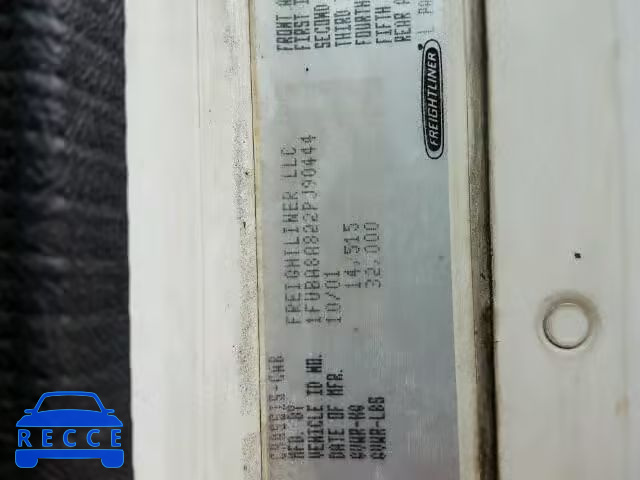 CHASSIS-CAB
MFD. BY FREIGHTLINER LLC
VEHICLE ID NO. 1FVBA8A822PJ90444
DATE OF MFR. 10/01
GVWR-KG 14,515
GVWR-LBS 32,000
FRONT
FIRST
SECOND
THIRD
FOURTH
FIFTH
REAR
FREIGHTLINER
RECCE